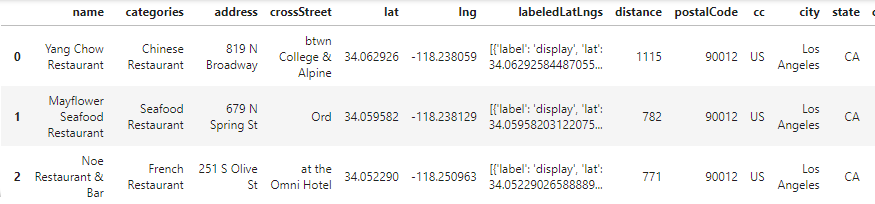 name categories address crossStreet lat lng labeledLatLngs distance postalCode cc city state
0 Yang Chow Restaurant Chinese Restaurant 819 N Broadway btwn College & Alpine 34.062926 -118.238059 [{'label': 'display', 'lat': 34.06292584487055... 1115 90012 US Los Angeles CA
1 Mayflower Seafood Restaurant Seafood Restaurant 679 N Spring St Ord 34.059582 -118.238129 [{'label': 'display', 'lat': 34.05958203122075... 782 90012 US Los Angeles CA
2 Noe Restaurant & Bar French Restaurant 251 S Olive St at the Omni Hotel 34.052290 -118.250963 [{'label': 'display', 'lat': 34.05229026588889... 771 90012 US Los Angeles CA